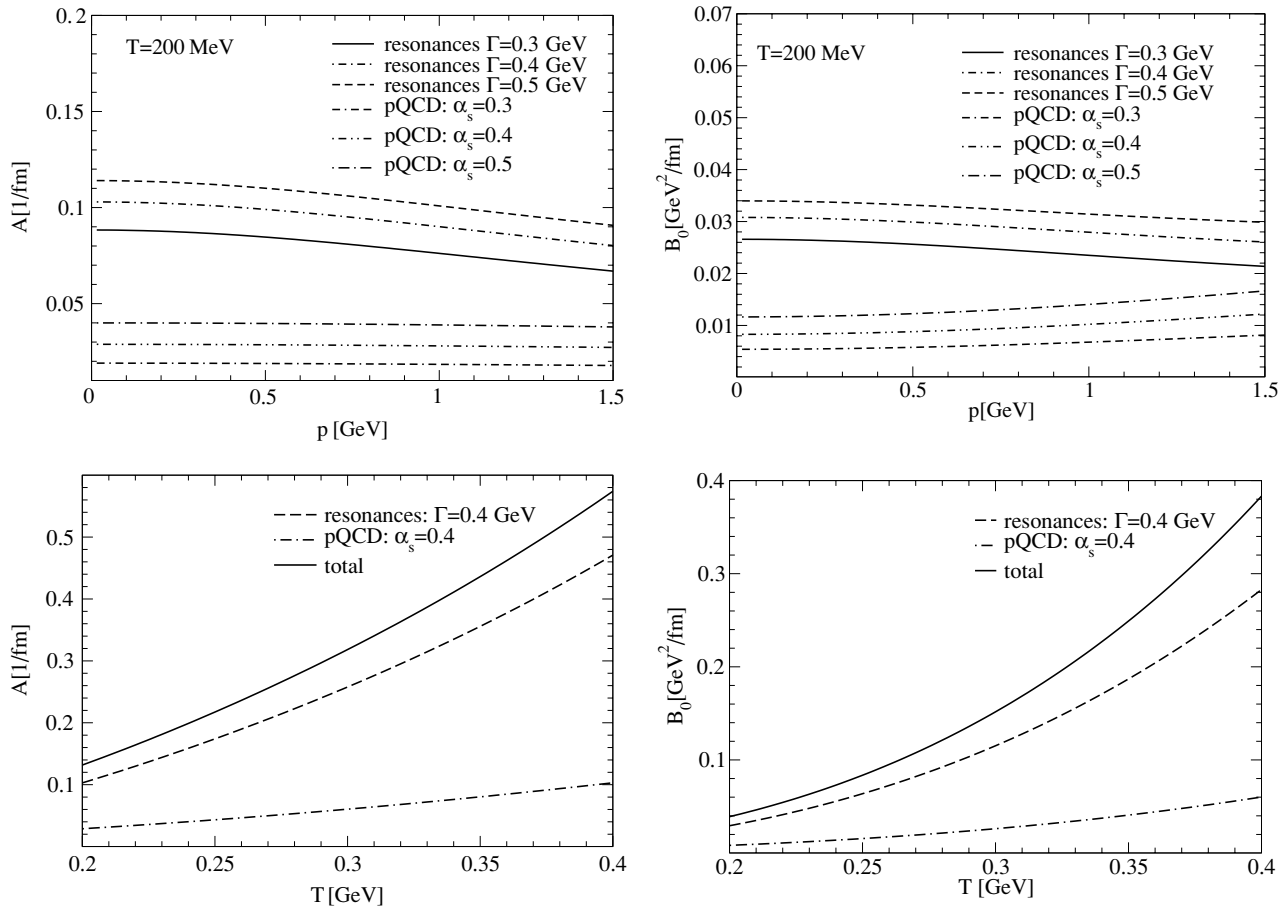 0.2
0.15
0.1
0.05
A[1/fm]
T=200 MeV
resonances Γ=0.3 GeV
resonances Γ=0.4 GeV
resonances Γ=0.5 GeV
pQCD: αs=0.3
pQCD: αs=0.4
pQCD: αs=0.5
0 0.5 1 1.5
p [GeV]
0.07
0.06
0.05
0.04
0.03
0.02
0.01
B0[GeV2/fm]
T=200 MeV
resonances Γ=0.3 GeV
resonances Γ=0.4 GeV
resonances Γ=0.5 GeV
pQCD: αs=0.3
pQCD: αs=0.4
pQCD: αs=0.5
0 0.5 1 1.5
p[GeV]
0.5
0.4
0.3
0.2
0.1
A[1/fm]
resonances: Γ=0.4 GeV
pQCD: αs=0.4
total
0.2 0.25 0.3 0.35 0.4
T [GeV]
0.4
0.3
0.2
0.1
0
B0[GeV2/fm]
resonances: Γ=0.4 GeV
pQCD: αs=0.4
total
0.2 0.25 0.3 0.35 0.4
T [GeV]